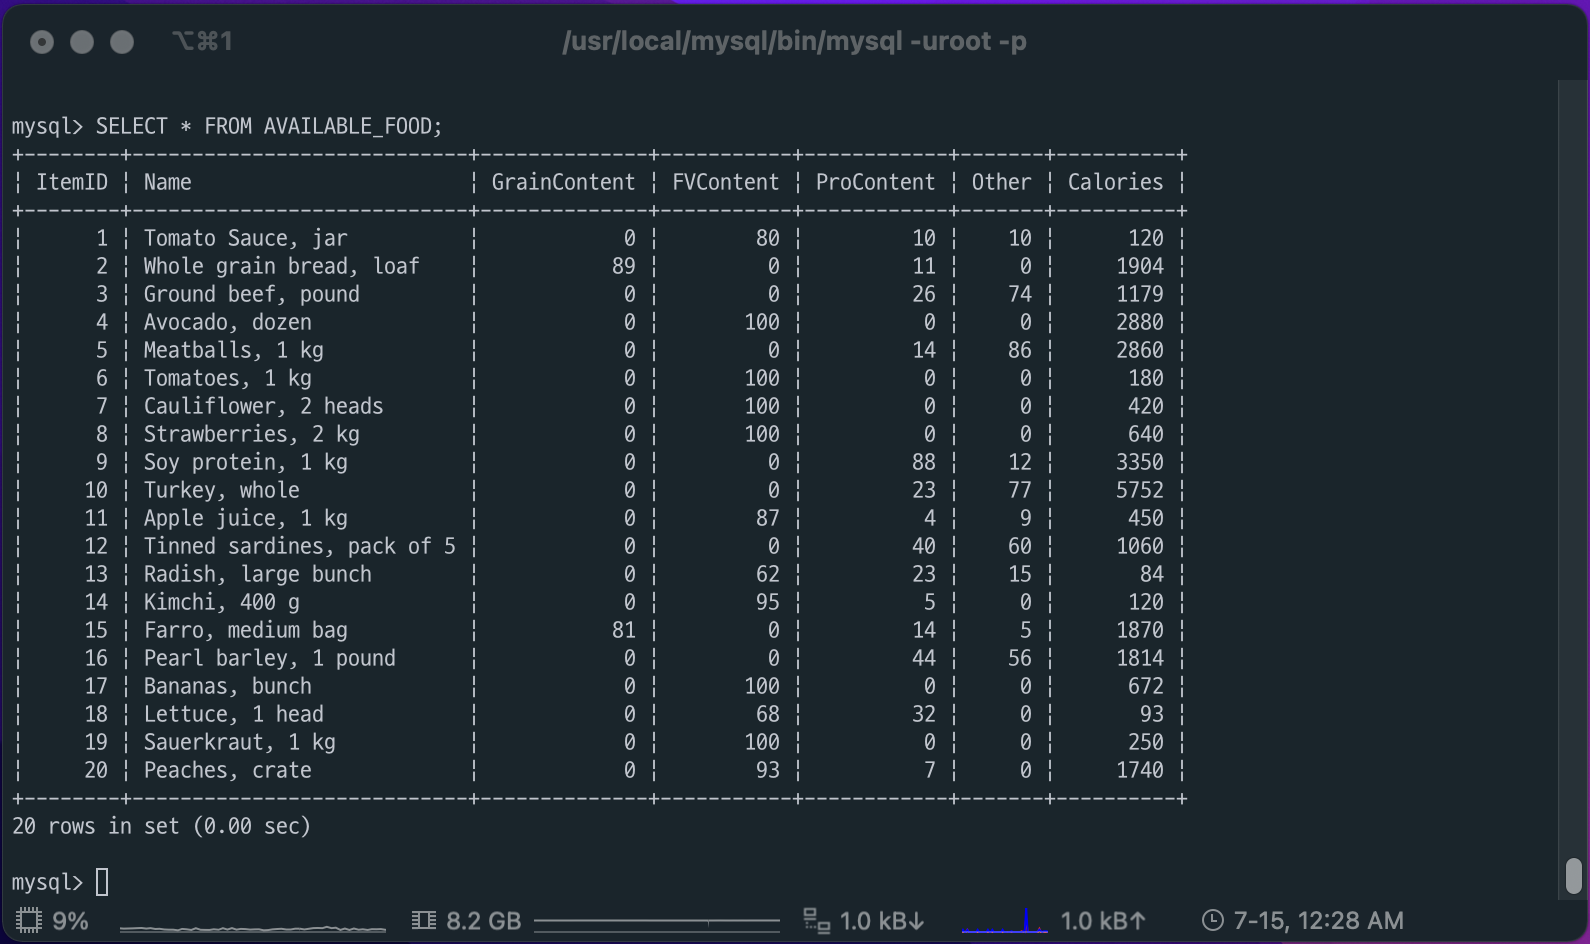 ⌥⌘1 /usr/local/mysql/bin/mysql -uroot -p
mysql> SELECT * FROM AVAILABLE_FOOD;
+--------+----------------------------+--------------+-----------+------------+-------+----------+
| ItemID | Name                       | GrainContent | FVContent | ProContent | Other | Calories |
+--------+----------------------------+--------------+-----------+------------+-------+----------+
|      1 | Tomato Sauce, jar          |            0 |        80 |         10 |    10 |      120 |
|      2 | Whole grain bread, loaf    |           89 |         0 |         11 |     0 |     1904 |
|      3 | Ground beef, pound         |            0 |         0 |         26 |    74 |     1179 |
|      4 | Avocado, dozen             |            0 |       100 |          0 |     0 |     2880 |
|      5 | Meatballs, 1 kg            |            0 |         0 |         14 |    86 |     2860 |
|      6 | Tomatoes, 1 kg             |            0 |       100 |          0 |     0 |      180 |
|      7 | Cauliflower, 2 heads       |            0 |       100 |          0 |     0 |      420 |
|      8 | Strawberries, 2 kg         |            0 |       100 |          0 |     0 |      640 |
|      9 | Soy protein, 1 kg          |            0 |         0 |         88 |    12 |     3350 |
|     10 | Turkey, whole              |            0 |         0 |         23 |    77 |     5752 |
|     11 | Apple juice, 1 kg          |            0 |        87 |          4 |     9 |      450 |
|     12 | Tinned sardines, pack of 5 |            0 |         0 |         40 |    60 |     1060 |
|     13 | Radish, large bunch        |            0 |        62 |         23 |    15 |       84 |
|     14 | Kimchi, 400 g              |            0 |        95 |          5 |     0 |      120 |
|     15 | Farro, medium bag          |           81 |         0 |         14 |     5 |     1870 |
|     16 | Pearl barley, 1 pound      |            0 |         0 |         44 |    56 |     1814 |
|     17 | Bananas, bunch             |            0 |       100 |          0 |     0 |      672 |
|     18 | Lettuce, 1 head            |            0 |        68 |         32 |     0 |       93 |
|     19 | Sauerkraut, 1 kg           |            0 |       100 |          0 |     0 |      250 |
|     20 | Peaches, crate             |            0 |        93 |          7 |     0 |     1740 |
+--------+----------------------------+--------------+-----------+------------+-------+----------+
20 rows in set (0.00 sec)
mysql>
9% 8.2 GB 1.0 kB↓ 1.0 kB↑ 7-15, 12:28 AM